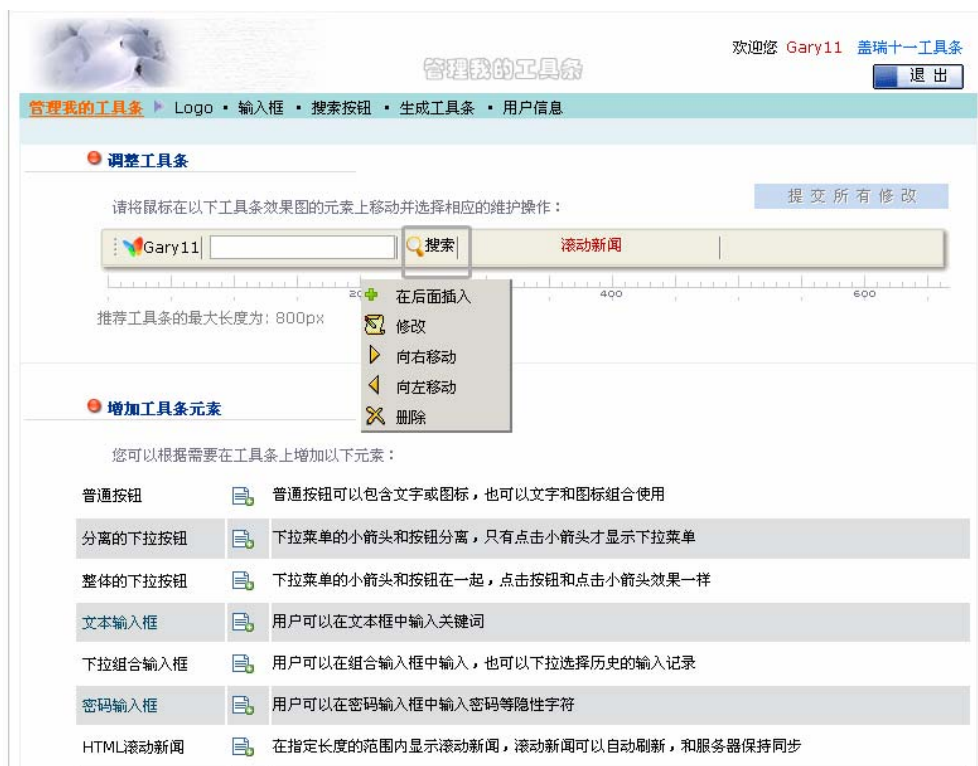 欢迎您 Gary11 盖瑞十一工具条
管理我的工具条
退 出
管理我的工具条 Logo ▪ 输入框 ▪ 搜索按钮 ▪ 生成工具条 ▪ 用户信息
调整工具条
提交所有修改
请将鼠标在以下工具条效果图的元素上移动并选择相应的维护操作：
Gary11 搜索 滚动新闻
400 600
推荐工具条的最大长度为：800px
在后面插入
修改
向右移动
向左移动
删除
增加工具条元素
您可以根据需要在工具条上增加以下元素：
普通按钮 普通按钮可以包含文字或图标，也可以文字和图标组合使用
分离的下拉按钮 下拉菜单的小箭头和按钮分离，只有点击小箭头才显示下拉菜单
整体的下拉按钮 下拉菜单的小箭头和按钮在一起，点击按钮和点击小箭头效果一样
文本输入框 用户可以在文本框中输入关键词
下拉组合输入框 用户可以在组合输入框中输入，也可以下拉选择历史的输入记录
密码输入框 用户可以在密码输入框中输入密码等隐性字符
HTML滚动新闻 在指定长度的范围内显示滚动新闻，滚动新闻可以自动刷新，和服务器保持同步